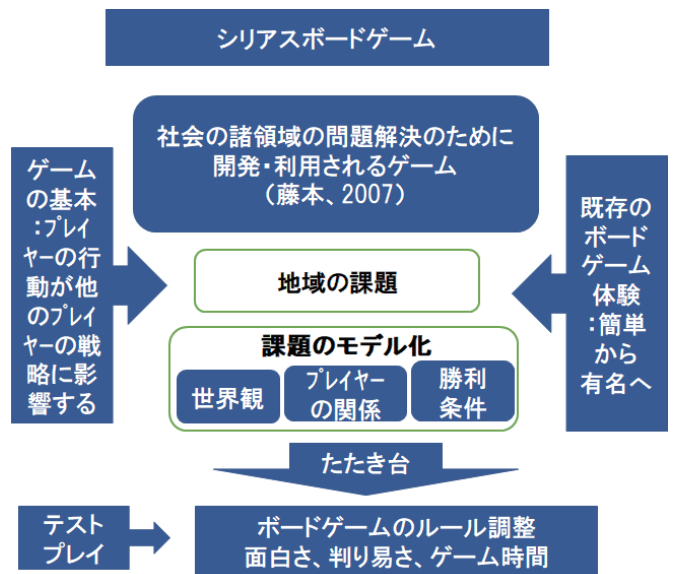 シリアスボードゲーム
社会の諸領域の問題解決のために
開発・利用されるゲーム
(藤本、2007)
ゲーム
の基本
:プレイ
ヤーの行
動が他
のプレイ
ヤーの戦
略に影
響する
既存の
ボード
ゲーム
体験
:簡単
から
有名へ
地域の課題
課題のモデル化
世界観
プレイヤー
の関係
勝利
条件
たたき台
テスト
プレイ
ボードゲームのルール調整
面白さ、判り易さ、ゲーム時間